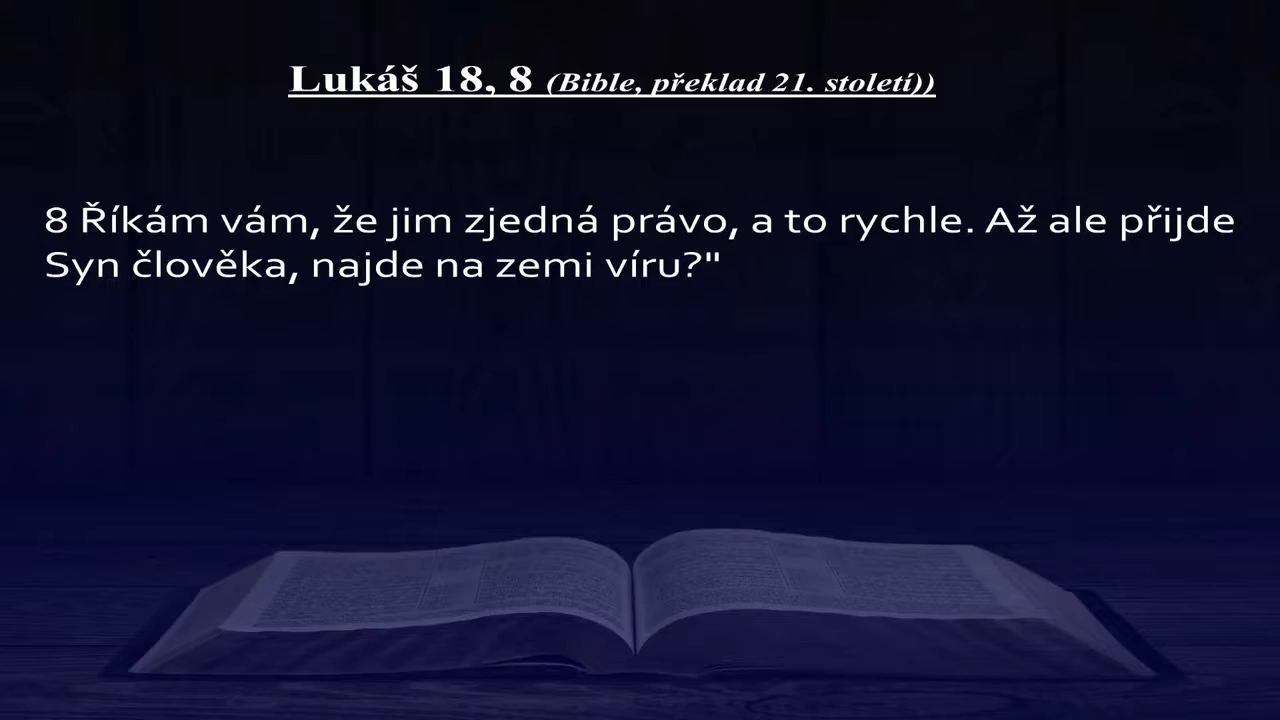 Lukáš 18, 8 (Bible, překlad 21. století))
8 Říkám vám, že jim zjedná právo, a to rychle. Až ale přijde
Syn člověka, najde na zemi víru?"